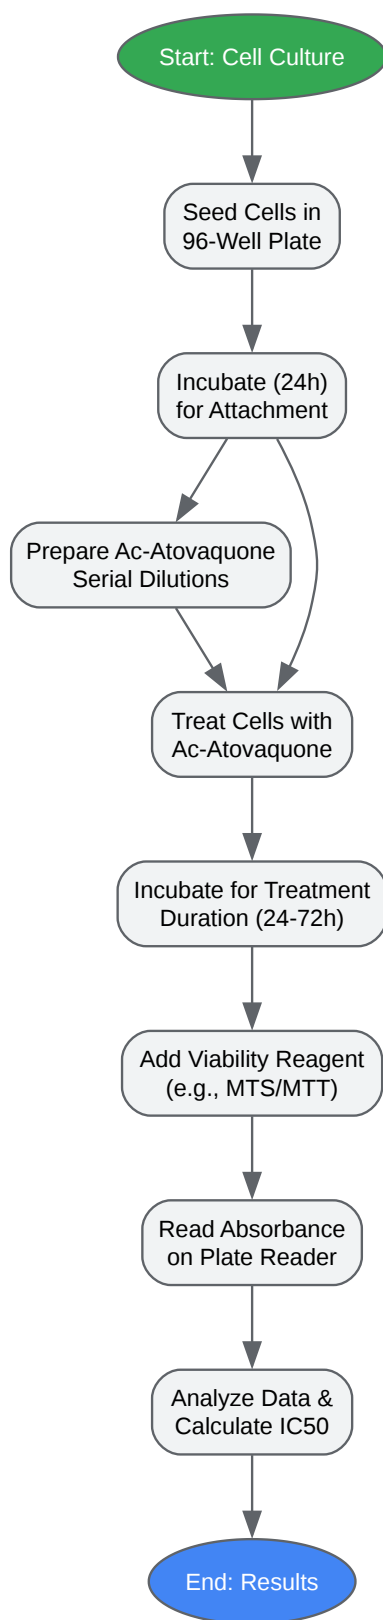 Start: Cell Culture
Seed Cells in
96-Well Plate
Incubate (24h)
for Attachment
Prepare Ac-Atovaquone
Serial Dilutions
Treat Cells with
Ac-Atovaquone
Incubate for Treatment
Duration (24-72h)
Add Viability Reagent
(e.g., MTS/MTT)
Read Absorbance
on Plate Reader
Analyze Data &
Calculate IC50
End: Results